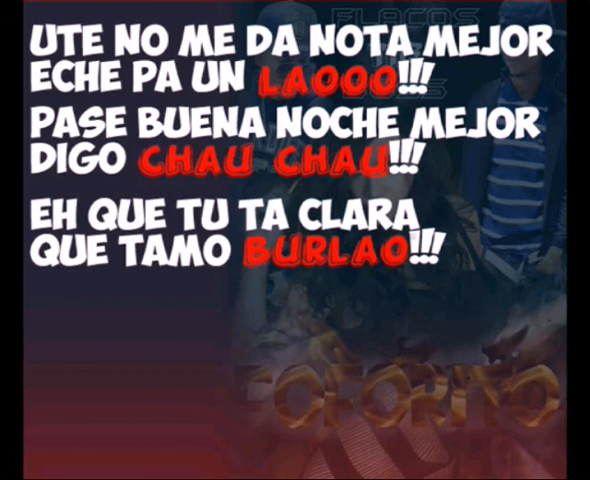 FLACOS
UTE NO ME DA NOTA MEJOR
ECHE PA UN LAOOO!!!
PASE BUENA NOCHE MEJOR
DIGO CHAU CHAU!!!
EH QUE TU TA CLARA
QUE TAMO BURLAO!!!
FOFORITO